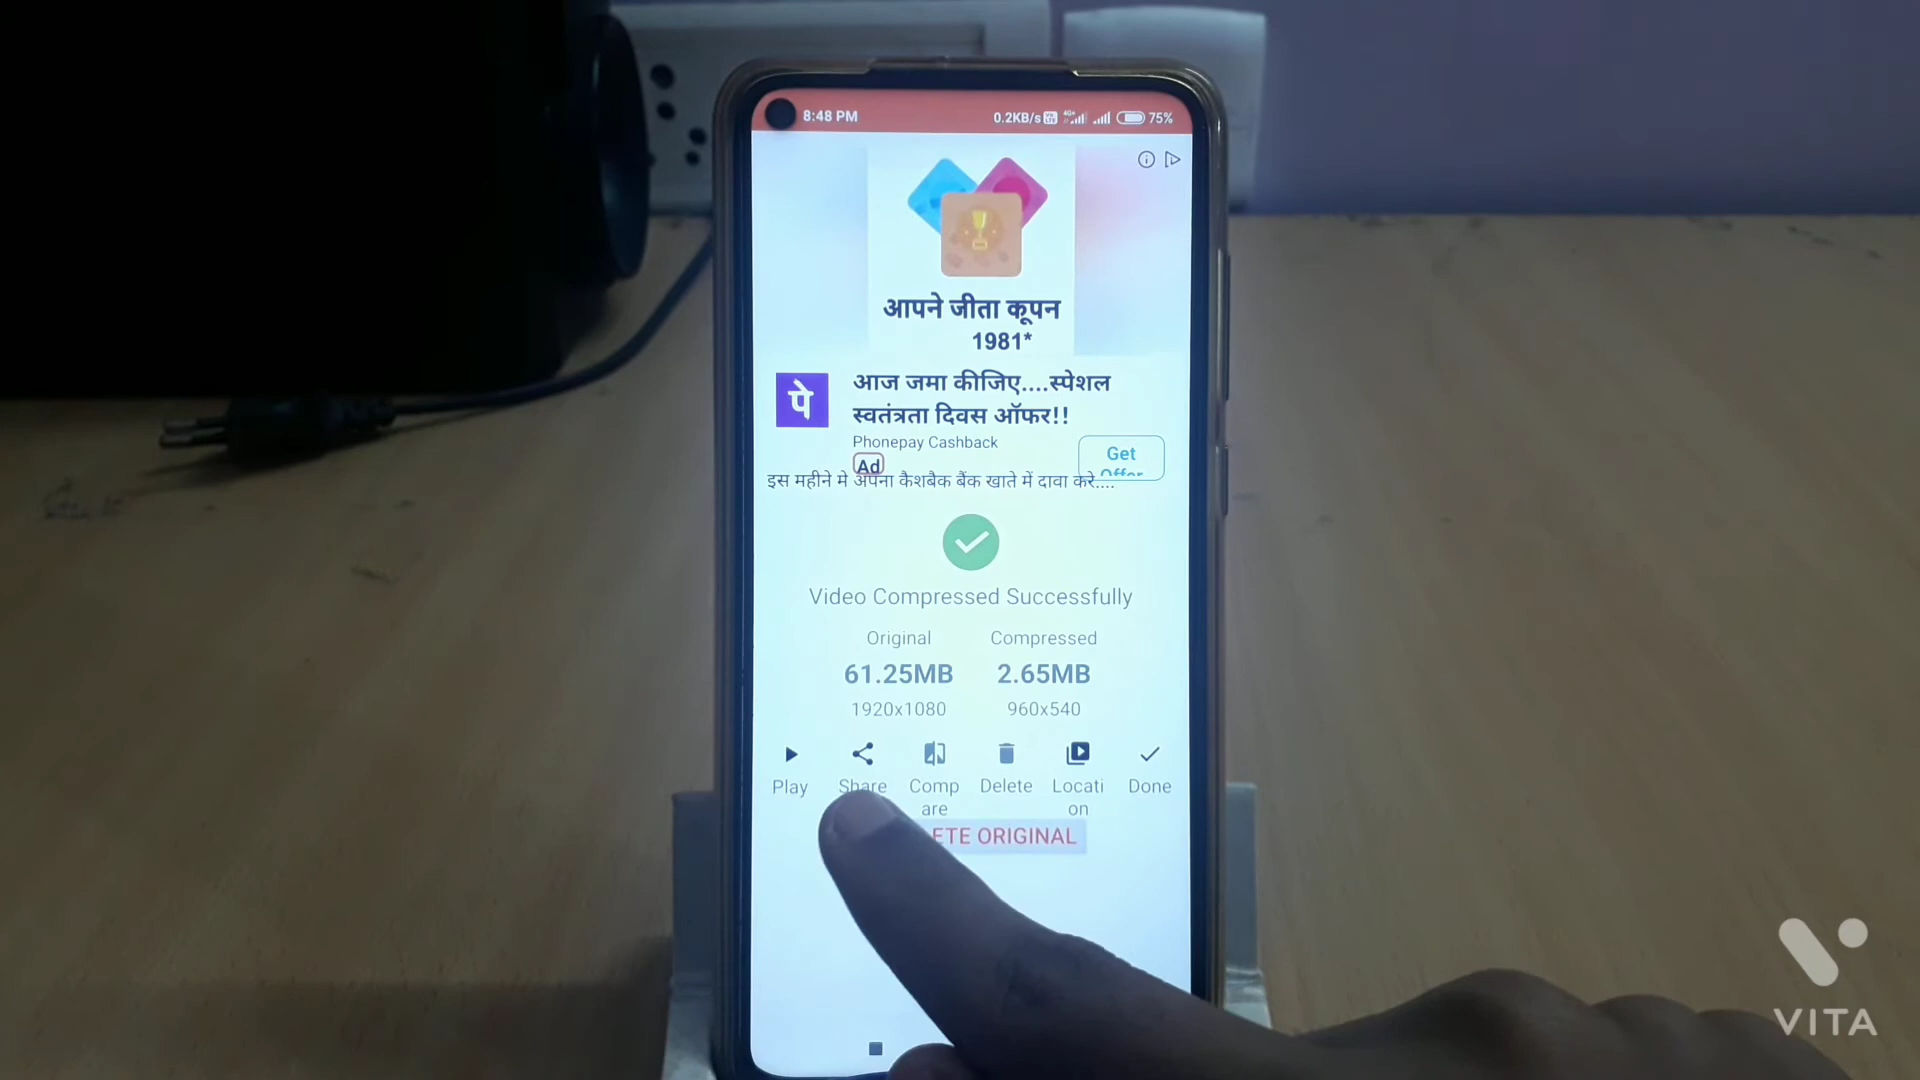 8:48 PM 0.2KB/s 75%
आपने जीता कूपन
1981*
पे
आज जमा कीजिए....स्पेशल
स्वतंत्रता दिवस ऑफर!!
Phonepay Cashback
Ad
Get
Offer
इस महीने मे अपना कैशबैक बैंक खाते में दावा करे....
Video Compressed Successfully
Original Compressed
61.25MB 2.65MB
1920x1080 960x540
Play Share Comp Delete Locati Done
are on
ETE ORIGINAL
VITA